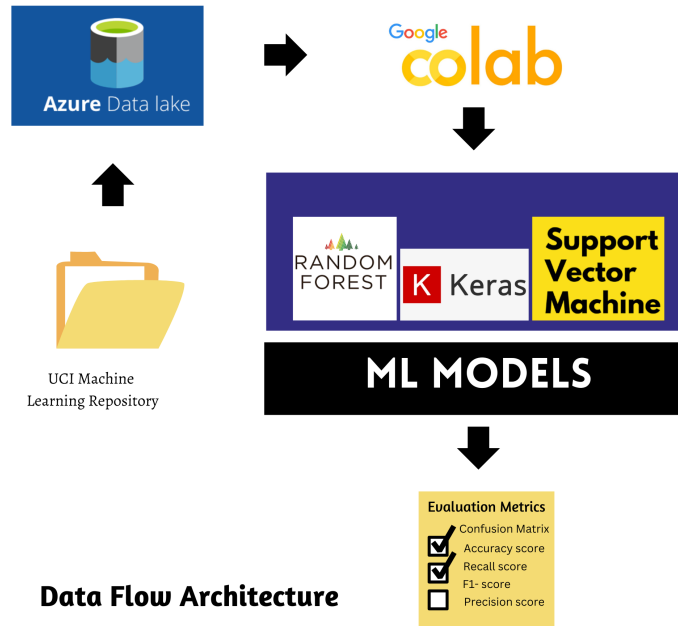 Azure Data lake
Google
colab
RANDOM
FOREST
K Keras
Support
Vector
Machine
ML MODELS
UCI Machine
Learning Repository
Evaluation Metrics
Confusion Matrix
Accuracy score
Recall score
F1- score
Precision score
Data Flow Architecture